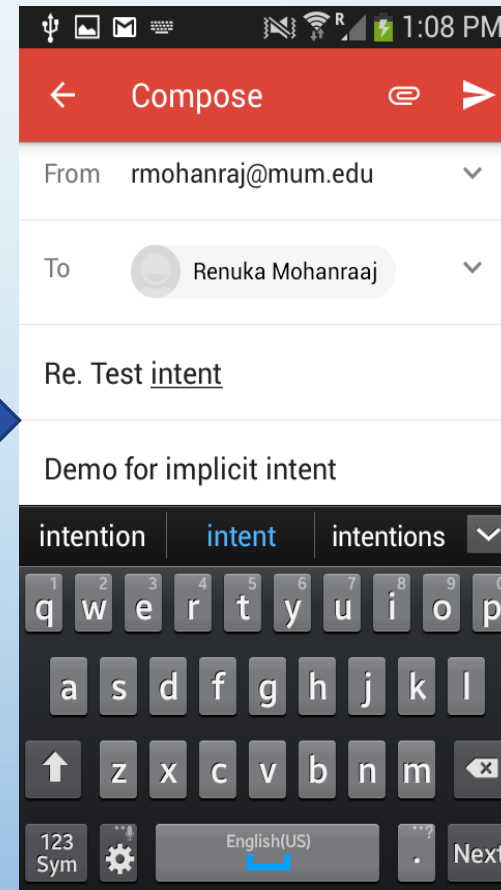 R 1:08 PM
Compose
From rmohanraj@mum.edu
To Renuka Mohanraaj
Re. Test intent
Demo for implicit intent
intention intent intentions
1 2 3 4 5 6 7 8 9 0
q w e r t y u i o p
a s d f g h j k l
z x c v b n m
123 English(US) ...?
Sym . Next